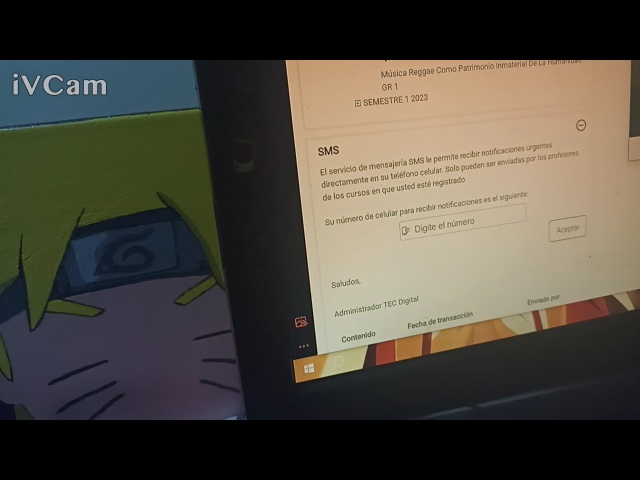 iVCam
Música Reggae Como Patrimonio Inmaterial De La Humanidad
GR 1
SEMESTRE 1 2023
SMS
El servicio de mensajería SMS le permite recibir notificaciones urgentes
directamente en su teléfono celular. Solo pueden ser enviadas por los profesores
de los cursos en que usted esté registrado
Su número de celular para recibir notificaciones es el siguiente:
Digite el número
Aceptar
Saludos,
Administrador TEC Digital
Contenido Fecha de transacción Enviado por